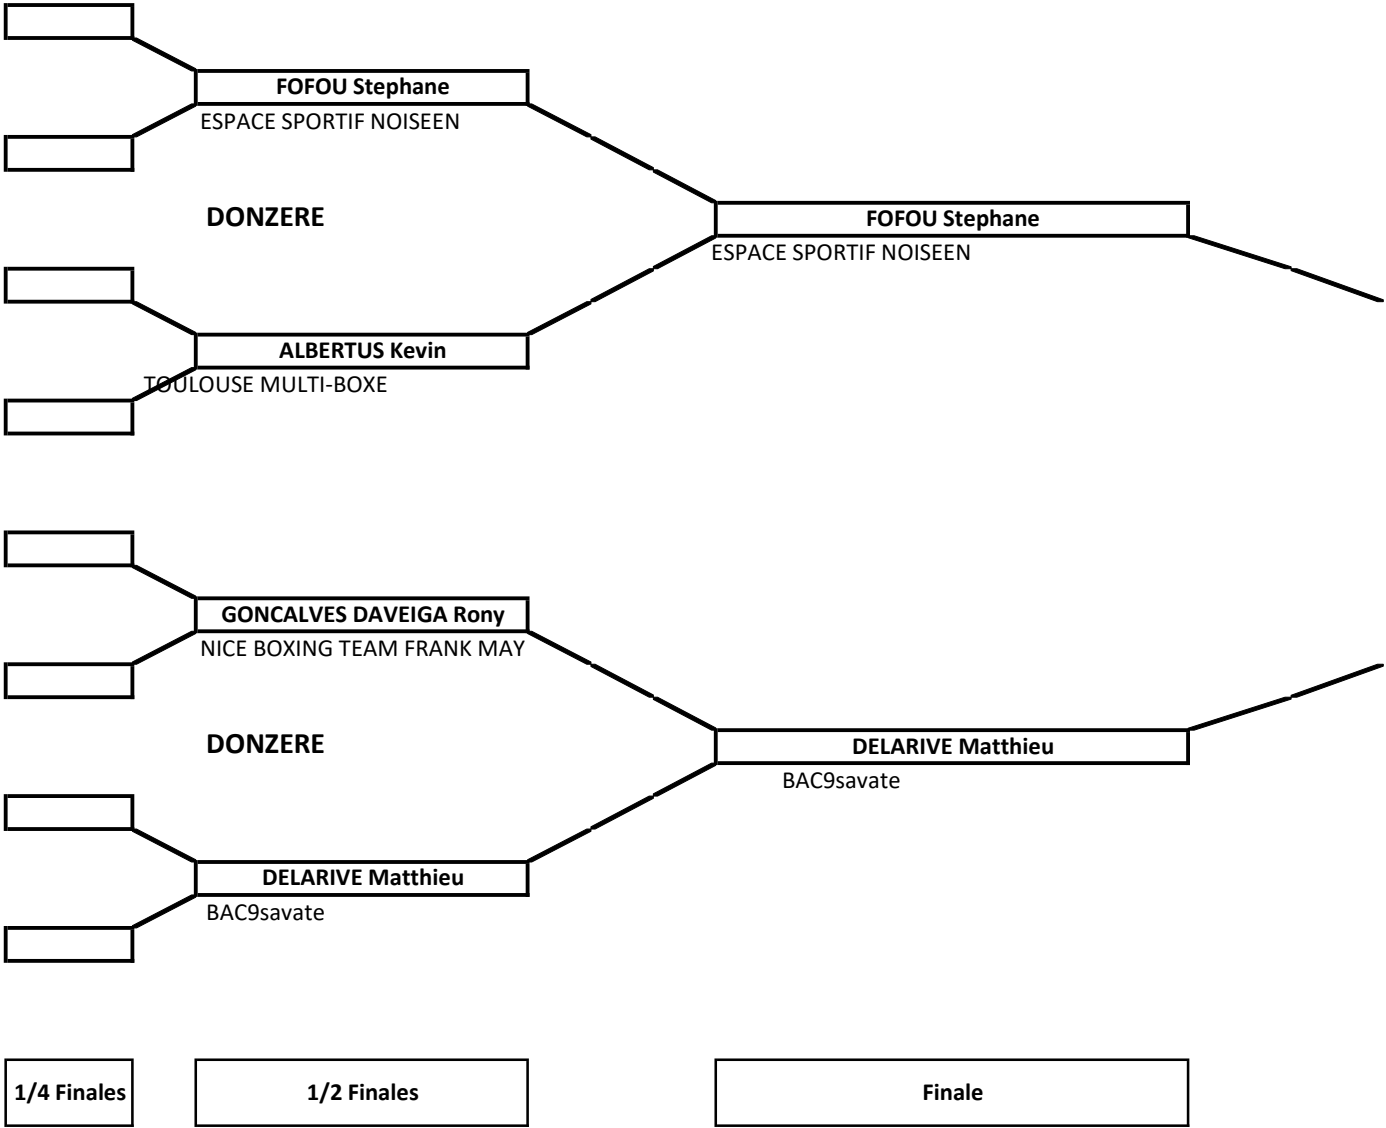 FOFOU Stephane
ESPACE SPORTIF NOISEEN
DONZERE
FOFOU Stephane
ESPACE SPORTIF NOISEEN
ALBERTUS Kevin
TOULOUSE MULTI-BOXE
GONCALVES DAVEIGA Rony
NICE BOXING TEAM FRANK MAY
DONZERE
DELARIVE Matthieu
BAC9savate
DELARIVE Matthieu
BAC9savate
1/4 Finales
1/2 Finales
Finale